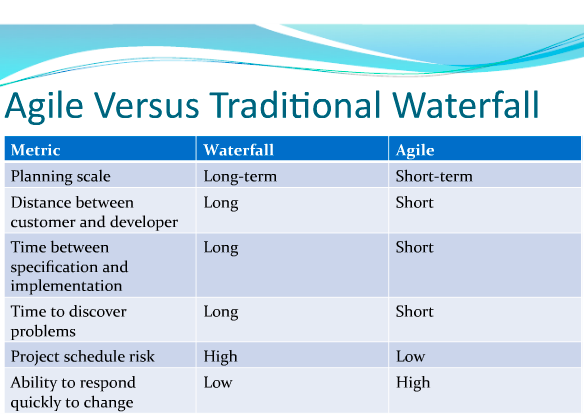 Agile Versus Traditional Waterfall
Metric Waterfall Agile
Planning scale Long-term Short-term
Distance between Long Short
customer and developer
Time between Long Short
specification and
implementation
Time to discover Long Short
problems
Project schedule risk High Low
Ability to respond Low High
quickly to change